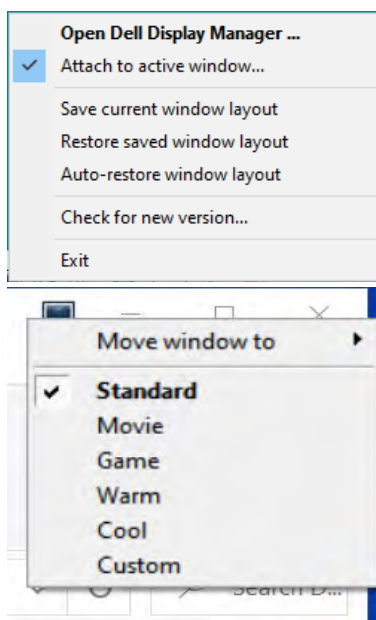 Open Dell Display Manager ...
Attach to active window...
Save current window layout
Restore saved window layout
Auto-restore window layout
Check for new version...
Exit
Move window to
Standard
Movie
Game
Warm
Cool
Custom
Search D...